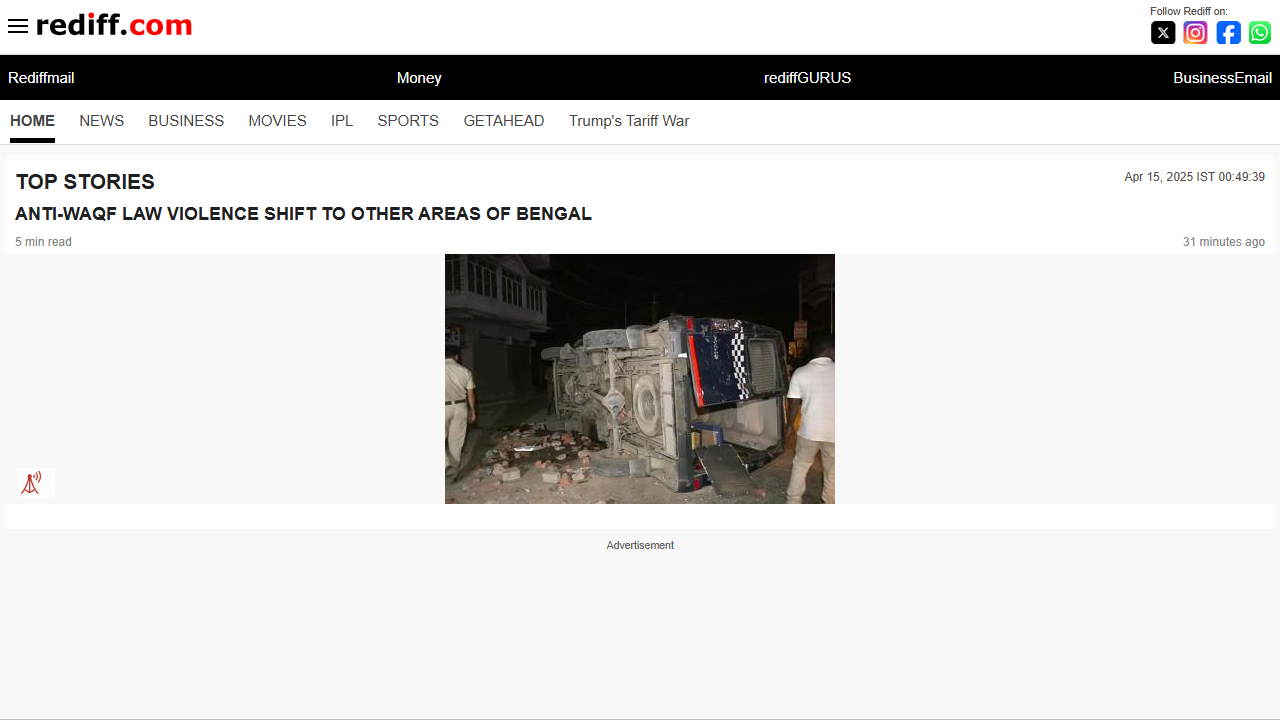 rediff.com
Follow Rediff on:
Rediffmail
Money
rediffGURUS
BusinessEmail
HOME
NEWS
BUSINESS
MOVIES
IPL
SPORTS
GETAHEAD
Trump's Tariff War
TOP STORIES
Apr 15, 2025 IST 00:49:39
ANTI-WAQF LAW VIOLENCE SHIFT TO OTHER AREAS OF BENGAL
5 min read
31 minutes ago
Advertisement